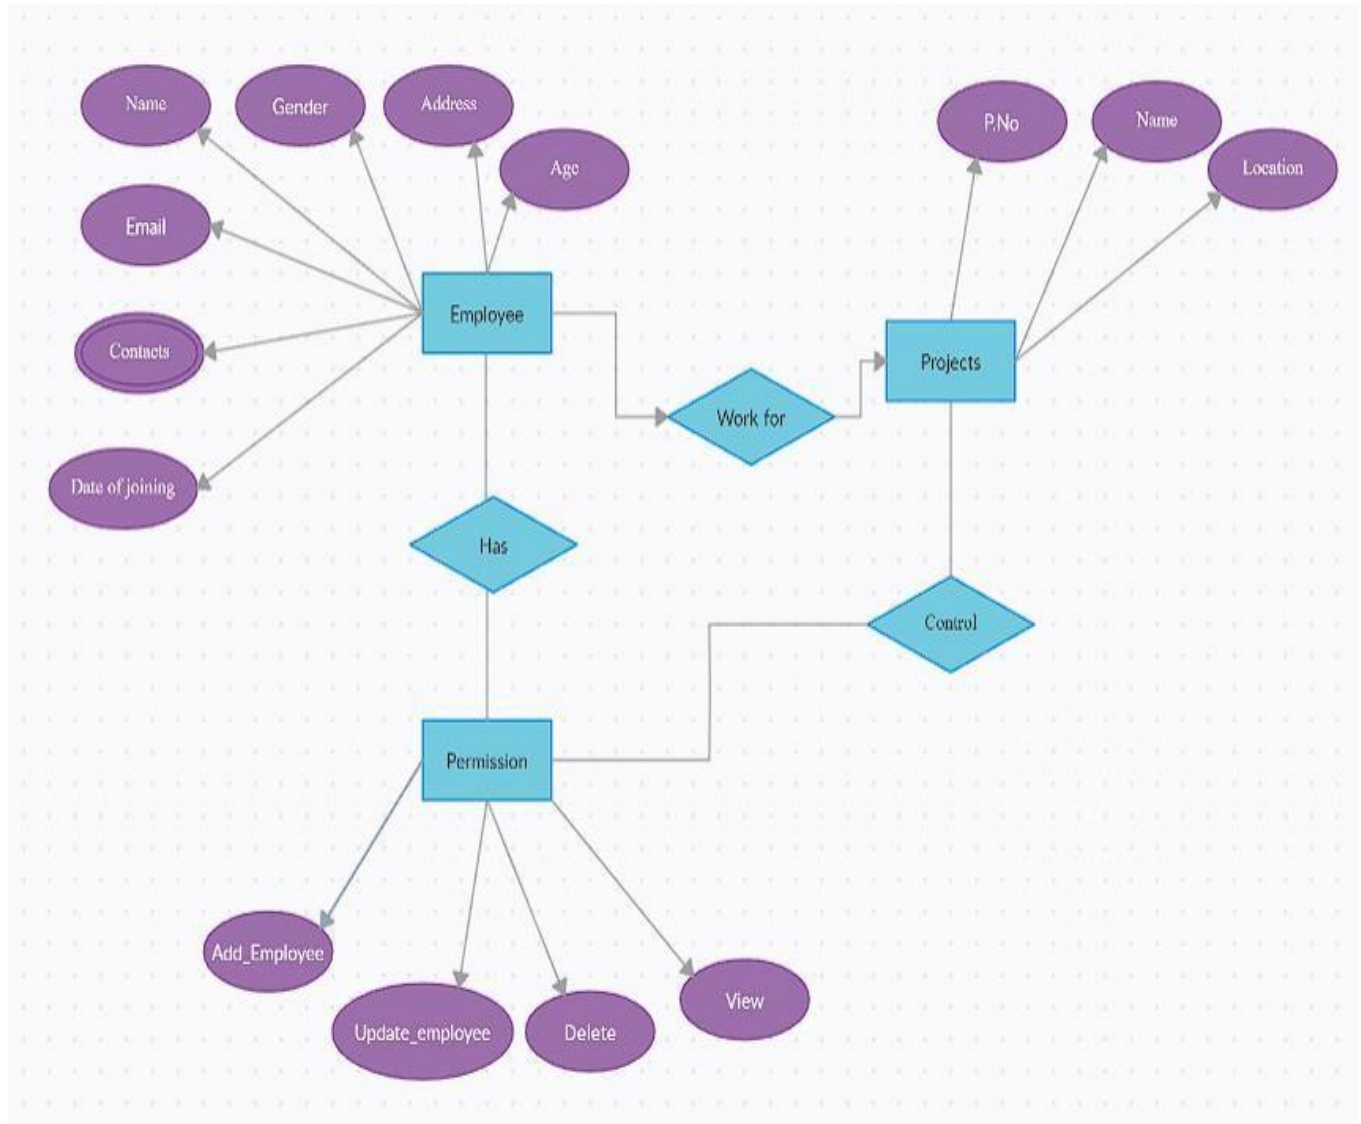 Name
Gender
Address
Age
P.No
Name
Location
Email
Employee
Contacts
Projects
Work for
Date of joining
Has
Control
Permission
Add_Employee
Update_employee
Delete
View